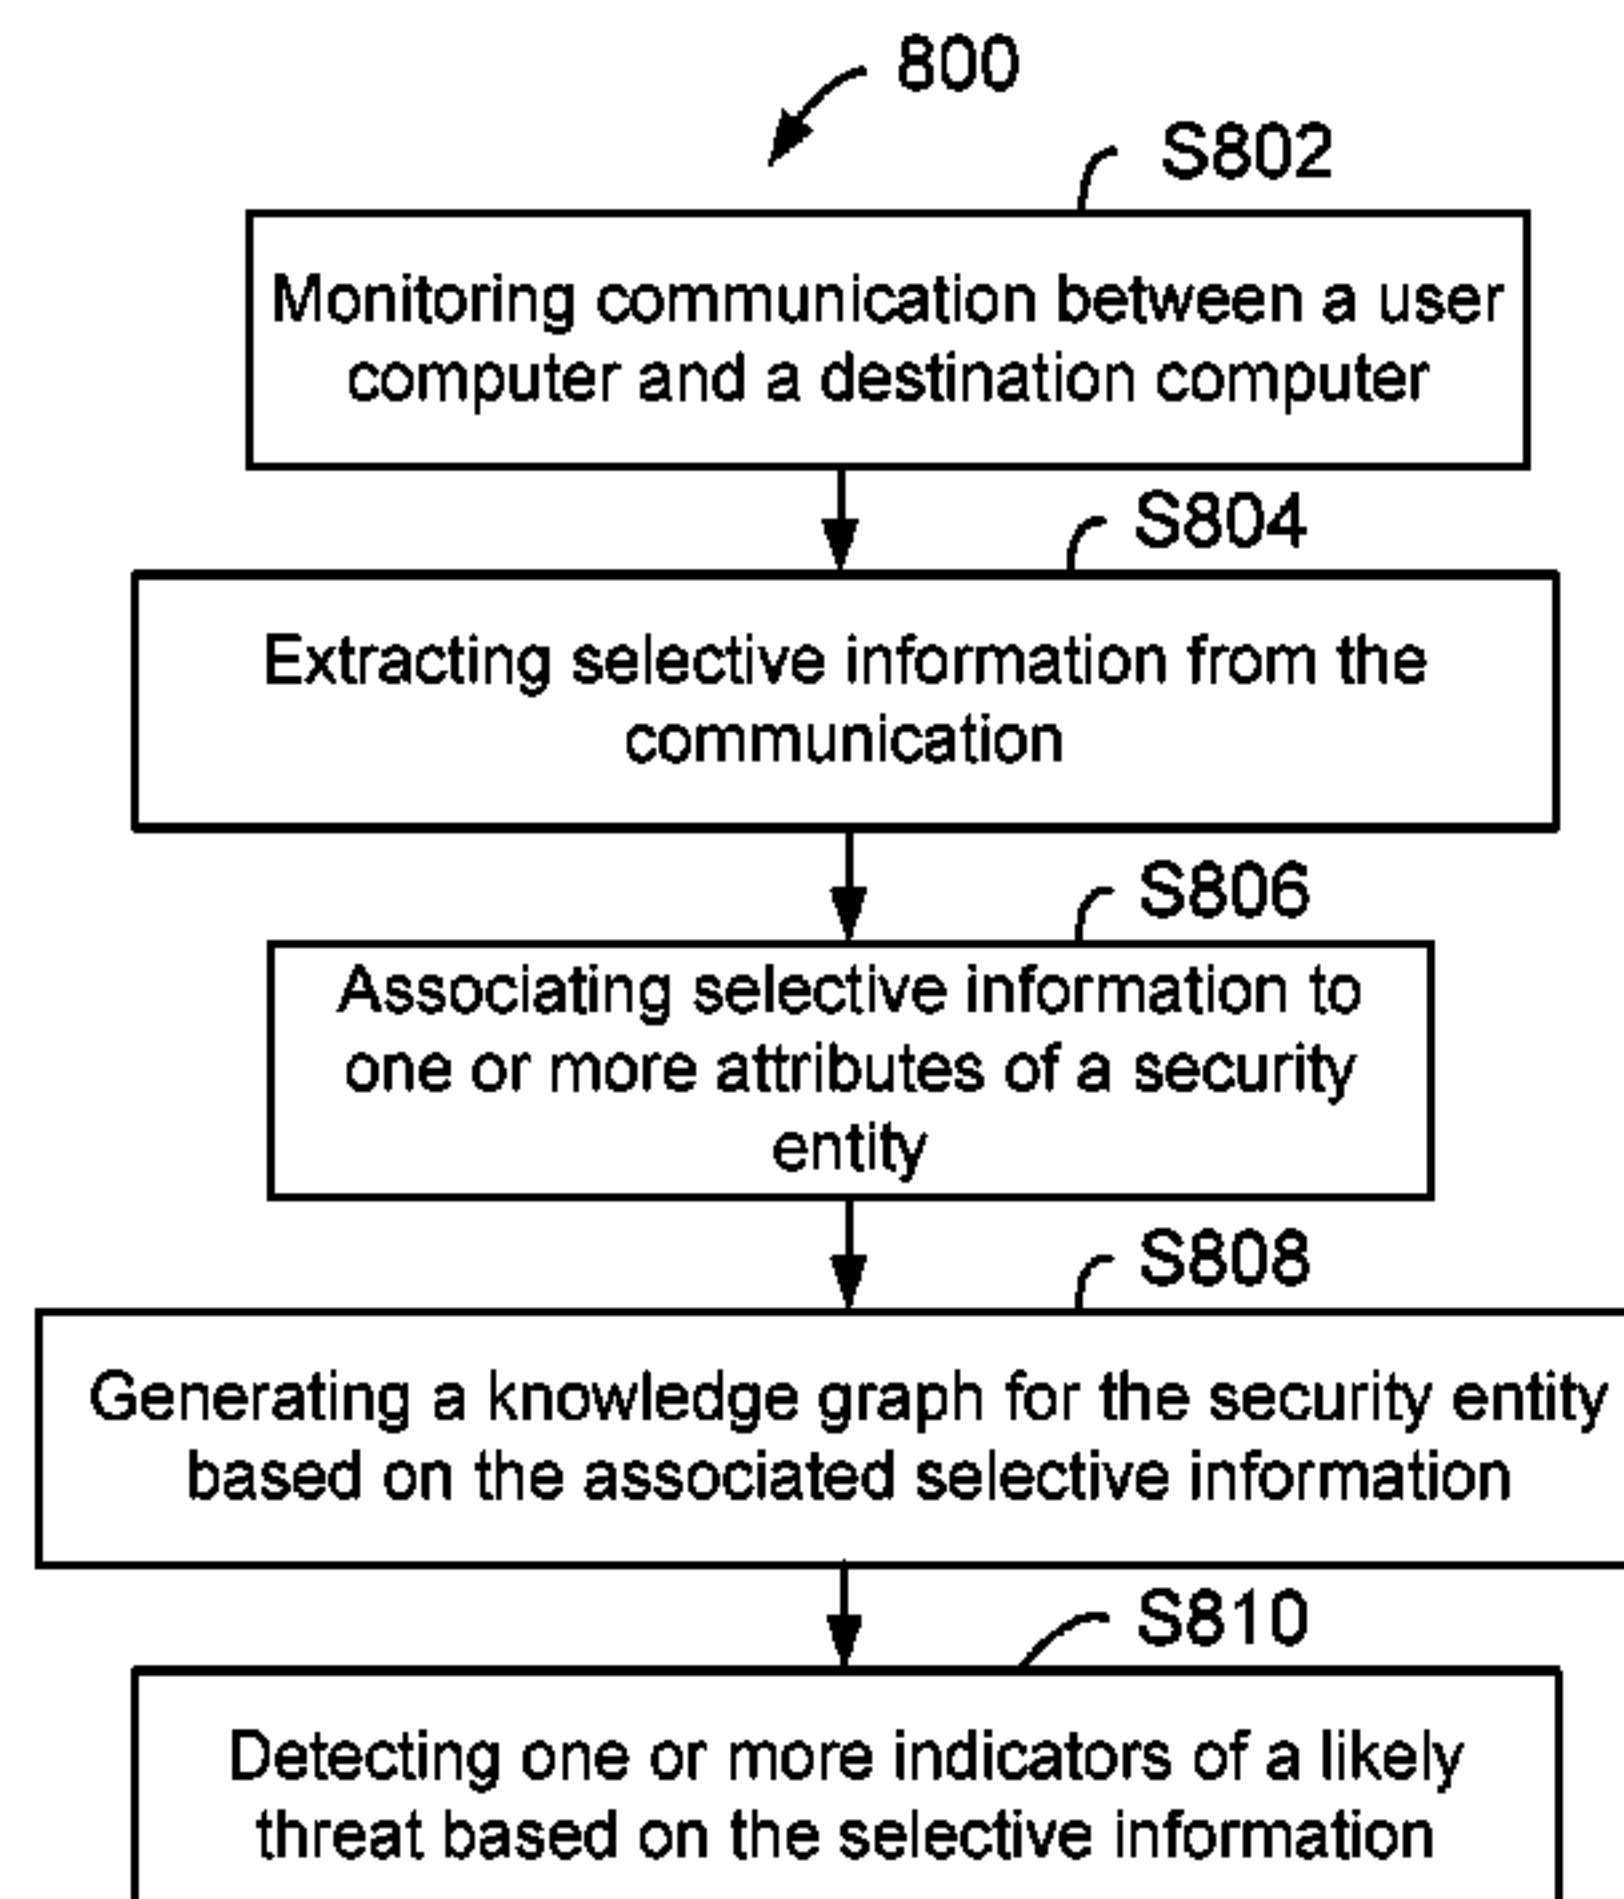 800
S802
Monitoring communication between a user
computer and a destination computer
S804
Extracting selective information from the
communication
S806
Associating selective information to
one or more attributes of a security
entity
S808
Generating a knowledge graph for the security entity
based on the associated selective information
S810
Detecting one or more indicators of a likely
threat based on the selective information